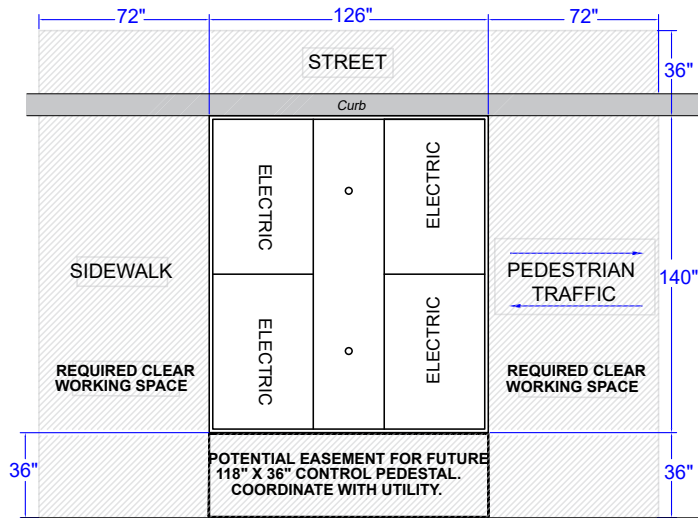 72"
126"
72"
36"
STREET
Curb
ELECTRIC
ELECTRIC
SIDEWALK
PEDESTRIAN
TRAFFIC
140"
ELECTRIC
ELECTRIC
REQUIRED CLEAR
WORKING SPACE
REQUIRED CLEAR
WORKING SPACE
36"
POTENTIAL EASEMENT FOR FUTURE
118" X 36" CONTROL PEDESTAL.
COORDINATE WITH UTILITY.
36"